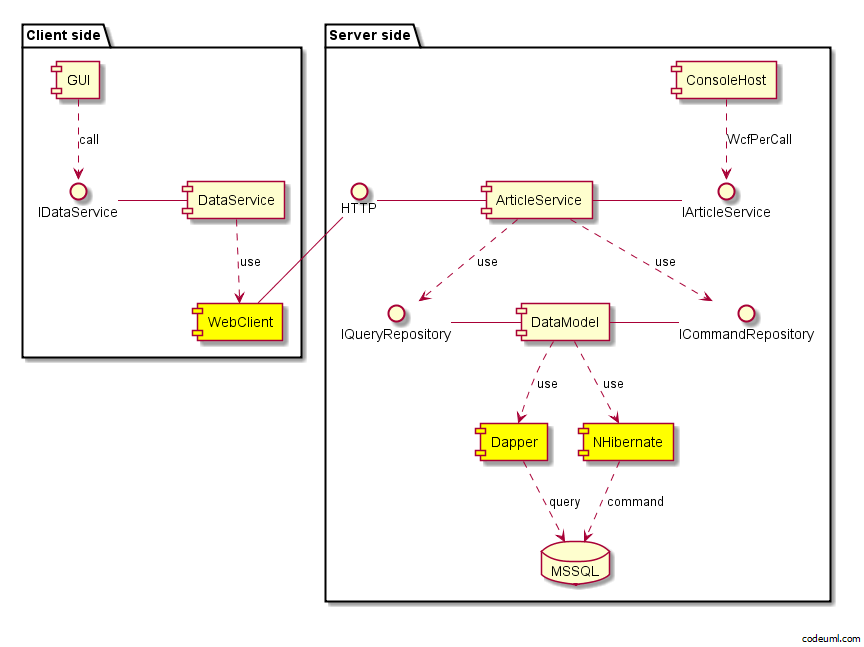 Client side
GUI
call
IDataService
DataService
use
WebClient
Server side
ConsoleHost
WcfPerCall
HTTP
ArticleService
IArticleService
use
use
IQueryRepository
DataModel
ICommandRepository
use
use
Dapper
NHibernate
query
command
MSSQL
codeuml.com